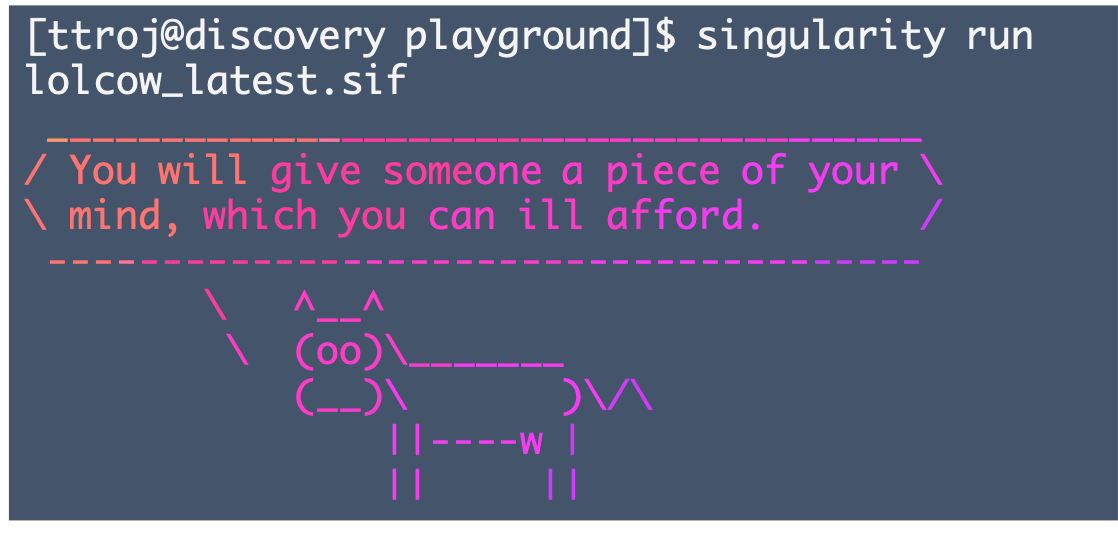 [ttroj@discovery playground]$ singularity run
lolcow_latest.sif
 _______________________________________
/ You will give someone a piece of your \
\ mind, which you can ill afford.       /
 ---------------------------------------
        \   ^__^
         \  (oo)\_______
            (__)\       )\/\
                ||----w |
                ||     ||